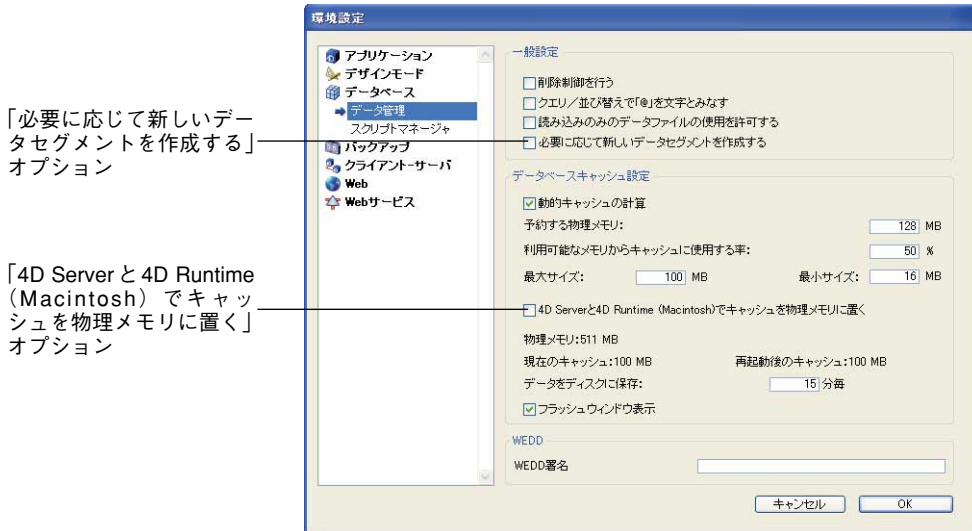 環境設定
「必要に応じて新しいデー
タセグメントを作成する」
オプション
「4D Serverと4D Runtime
（Macintosh）でキャッ
シュを物理メモリに置く」
オプション
アプリケーション
デザインモード
データベース
データ管理
スクリプトマネージャ
バックアップ
クライアント-サーバ
Web
Webサービス
一般設定
削除制御を行う
クエリ／並び替えで「@」を文字とみなす
読み込みのみのデータファイルの使用を許可する
必要に応じて新しいデータセグメントを作成する
データベースキャッシュ設定
動的キャッシュの計算
予約する物理メモリ: 128 MB
利用可能なメモリからキャッシュに使用する率: 50 %
最大サイズ: 100 MB 最小サイズ: 16 MB
4D Serverと4D Runtime (Macintosh)でキャッシュを物理メモリに置く
物理メモリ:511 MB
現在のキャッシュ:100 MB 再起動後のキャッシュ:100 MB
データをディスクに保存: 15 分毎
フラッシュウィンドウ表示
WEDD
WEDD署名
キャンセル OK